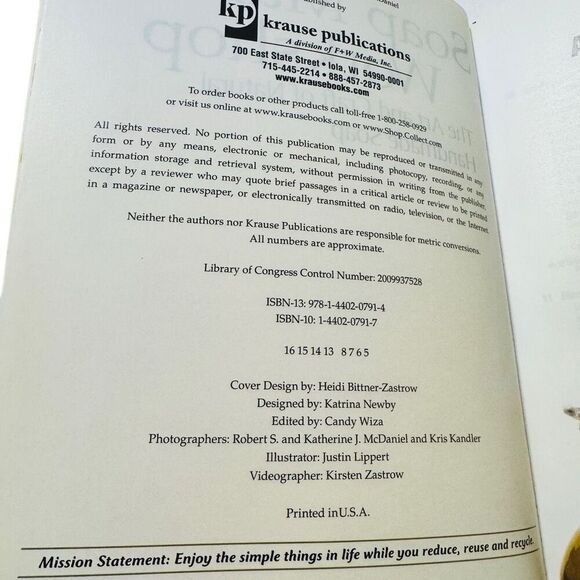 Daniel
published by
kp krause publications
A division of F+W Media, Inc.
700 East State Street • Iola, WI 54990-0001
715-445-2214 • 888-457-2873
www.krausebooks.com
To order books or other products call toll-free 1-800-258-0929
or visit us online at www.krausebooks.com or www.Shop.Collect.com
All rights reserved. No portion of this publication may be reproduced or transmitted in any
form or by any means, electronic or mechanical, including photocopy, recording, or any
information storage and retrieval system, without permission in writing from the publisher,
except by a reviewer who may quote brief passages in a critical article or review to be printed
in a magazine or newspaper, or electronically transmitted on radio, television, or the Internet.
Neither the authors nor Krause Publications are responsible for metric conversions.
All numbers are approximate.
Library of Congress Control Number: 2009937528
ISBN-13: 978-1-4402-0791-4
ISBN-10: 1-4402-0791-7
16 15 14 13 8 7 6 5
Cover Design by: Heidi Bittner-Zastrow
Designed by: Katrina Newby
Edited by: Candy Wiza
Photographers: Robert S. and Katherine J. McDaniel and Kris Kandler
Illustrator: Justin Lippert
Videographer: Kirsten Zastrow
Printed in U.S.A.
Mission Statement: Enjoy the simple things in life while you reduce, reuse and recycle.